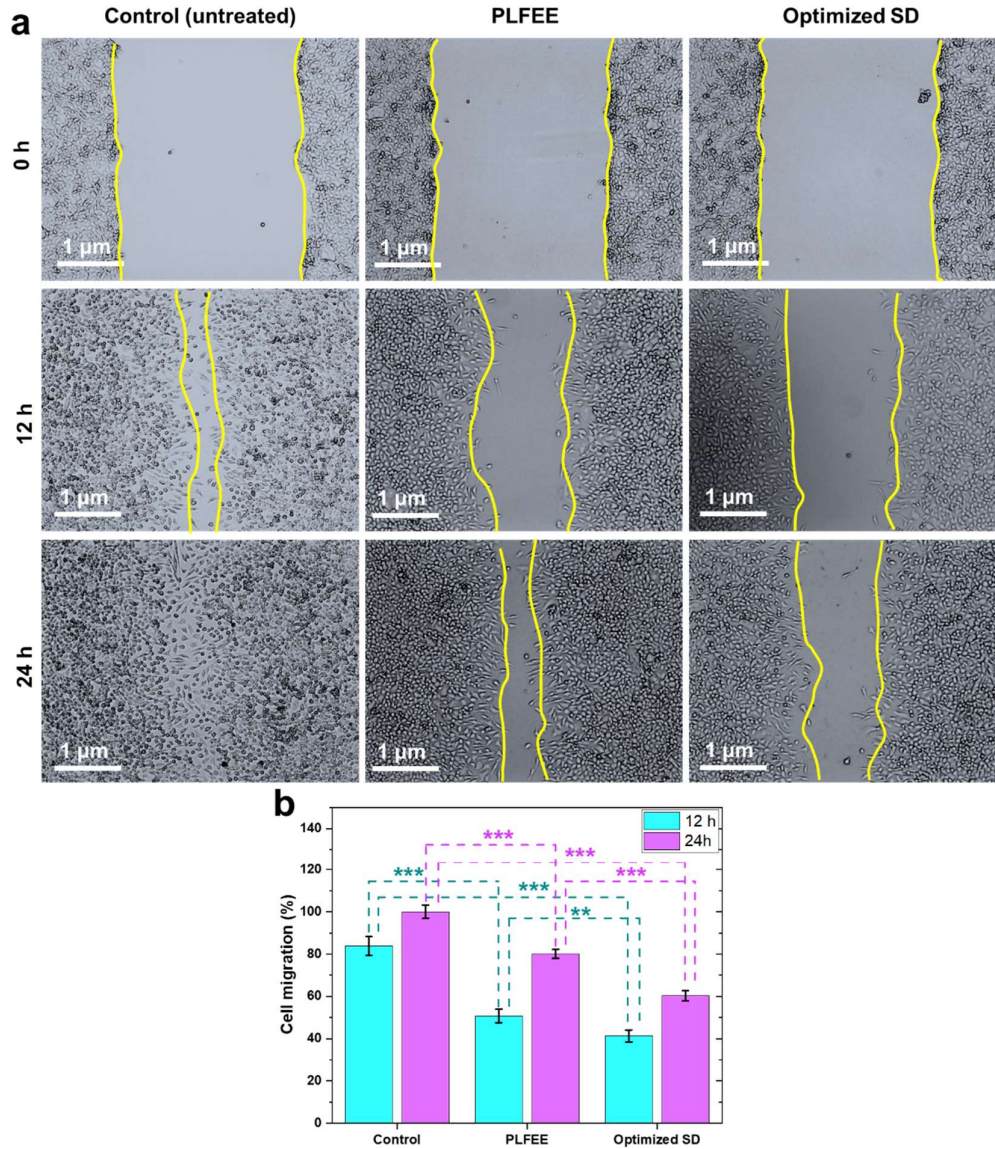 a
Control (untreated) PLFEE Optimized SD
0 h
1 µm 1 µm 1 µm
12 h
1 µm 1 µm 1 µm
24 h
1 µm 1 µm 1 µm
b
140
120
100
80
60
40
20
0
Cell migration (%)
12 h
24h
***
***
***
***
***
**
Control PLFEE Optimized SD